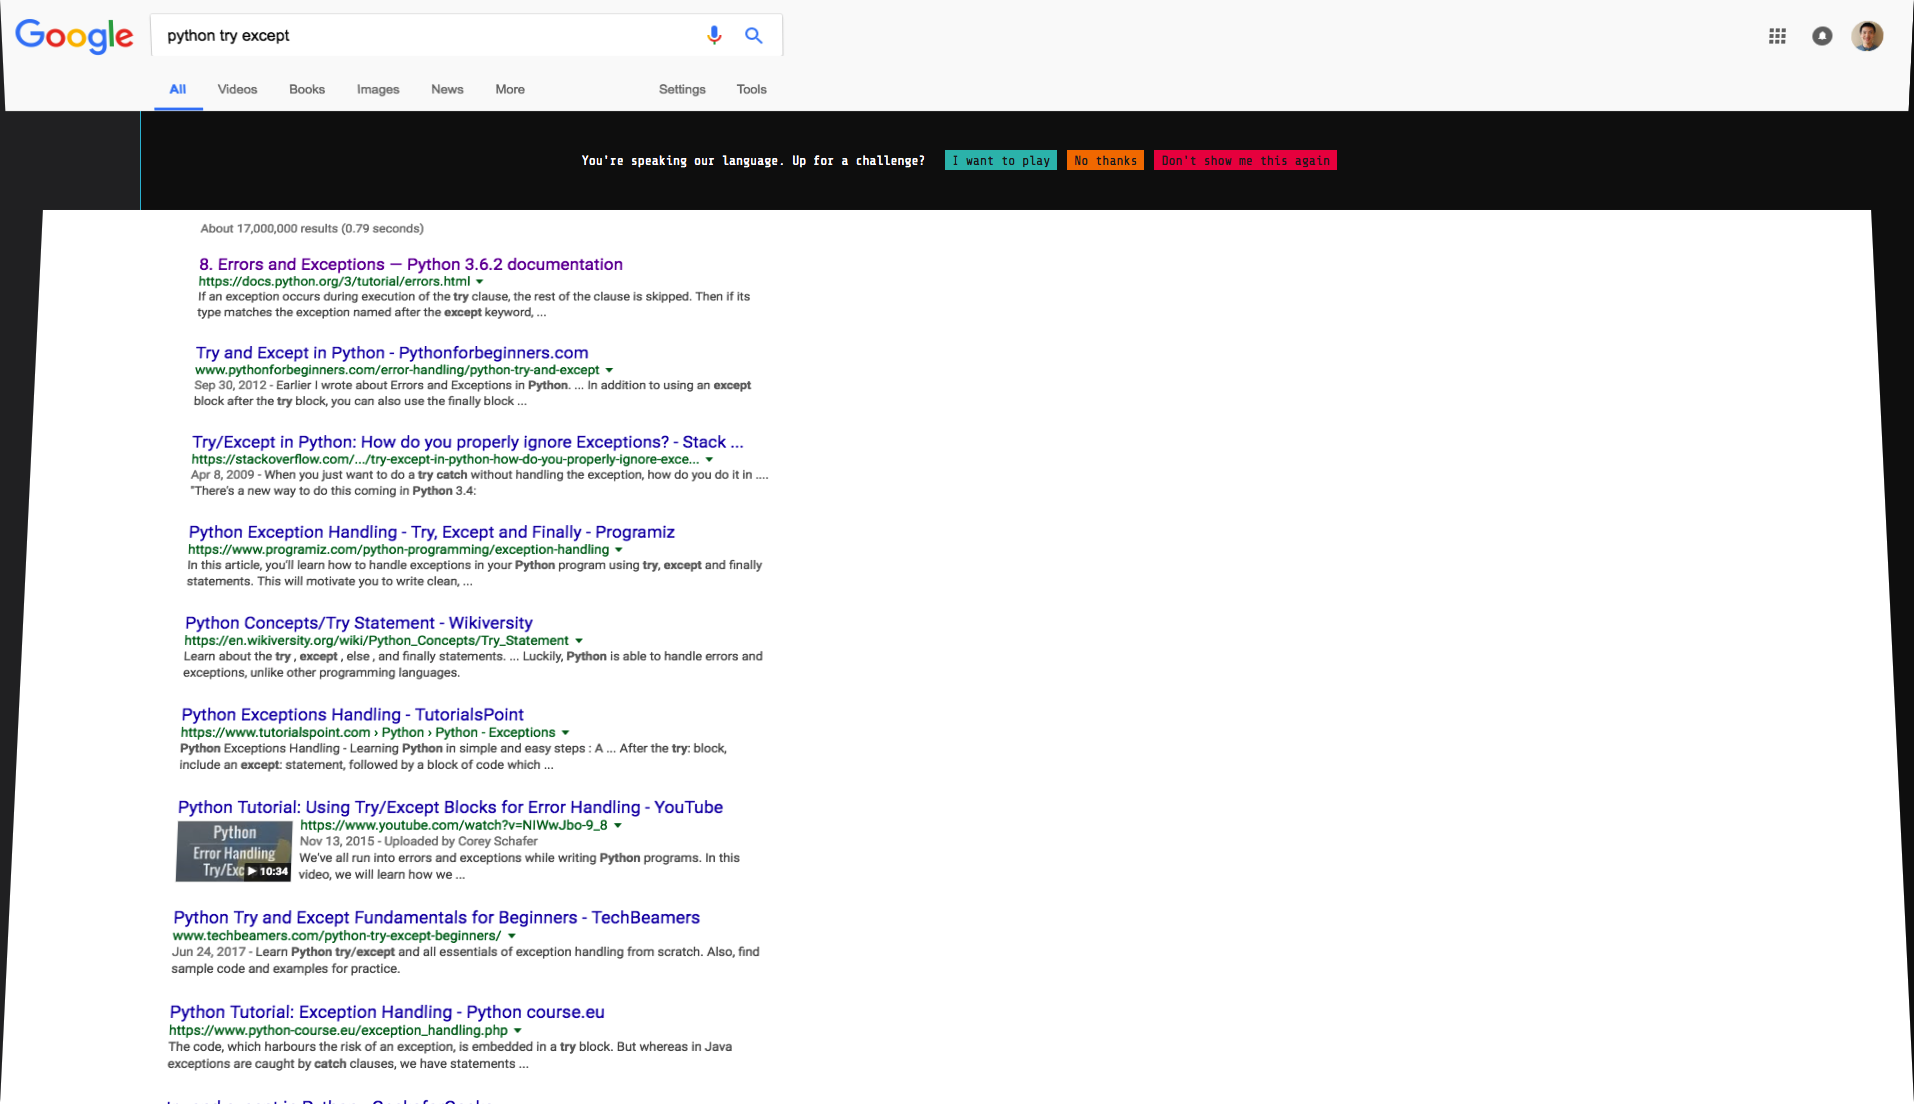 Google
python try except
All Videos Books Images News More Settings Tools
You're speaking our language. Up for a challenge? I want to play No thanks Don't show me this again
About 17,000,000 results (0.79 seconds)
8. Errors and Exceptions — Python 3.6.2 documentation
https://docs.python.org/3/tutorial/errors.html
If an exception occurs during execution of the try clause, the rest of the clause is skipped. Then if its
type matches the exception named after the except keyword, ...
Try and Except in Python - Pythonforbeginners.com
www.pythonforbeginners.com/error-handling/python-try-and-except
Sep 30, 2012 - Earlier I wrote about Errors and Exceptions in Python. ... In addition to using an except
block after the try block, you can also use the finally block ...
Try/Except in Python: How do you properly ignore Exceptions? - Stack ...
https://stackoverflow.com/.../try-except-in-python-how-do-you-properly-ignore-exce...
Apr 8, 2009 - When you just want to do a try catch without handling the exception, how do you do it in ....
"There's a new way to do this coming in Python 3.4:
Python Exception Handling - Try, Except and Finally - Programiz
https://www.programiz.com/python-programming/exception-handling
In this article, you'll learn how to handle exceptions in your Python program using try, except and finally
statements. This will motivate you to write clean, ...
Python Concepts/Try Statement - Wikiversity
https://en.wikiversity.org/wiki/Python_Concepts/Try_Statement
Learn about the try , except , else , and finally statements. ... Luckily, Python is able to handle errors and
exceptions, unlike other programming languages.
Python Exceptions Handling - TutorialsPoint
https://www.tutorialspoint.com › Python › Python - Exceptions
Python Exceptions Handling - Learning Python in simple and easy steps : A ... After the try: block,
include an except: statement, followed by a block of code which ...
Python Tutorial: Using Try/Except Blocks for Error Handling - YouTube
Python
Error Handling
Try/Exc 10:34
https://www.youtube.com/watch?v=NIWwJbo-9_8
Nov 13, 2015 - Uploaded by Corey Schafer
We've all run into errors and exceptions while writing Python programs. In this
video, we will learn how we ...
Python Try and Except Fundamentals for Beginners - TechBeamers
www.techbeamers.com/python-try-except-beginners/
Jun 24, 2017 - Learn Python try/except and all essentials of exception handling from scratch. Also, find
sample code and examples for practice.
Python Tutorial: Exception Handling - Python course.eu
https://www.python-course.eu/exception_handling.php
The code, which harbours the risk of an exception, is embedded in a try block. But whereas in Java
exceptions are caught by catch clauses, we have statements ...